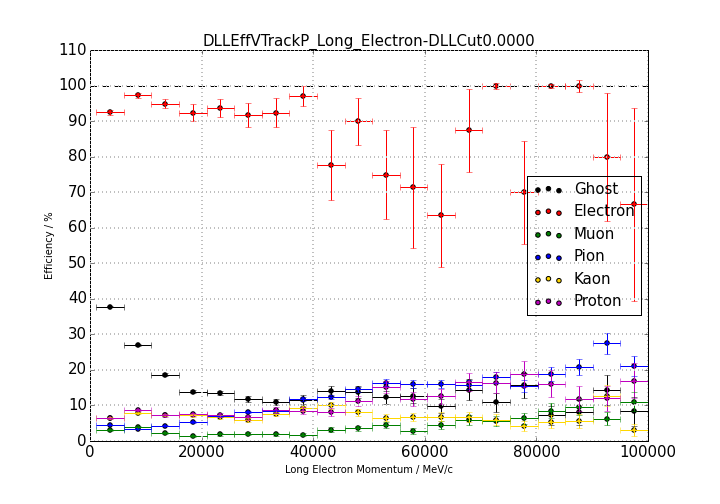 DLLEffVTrackP_Long_Electron-DLLCut0.0000
110
100
90
80
70
60
50
40
30
20
10
0
Efficiency / %
Ghost
Electron
Muon
Pion
Kaon
Proton
0 20000 40000 60000 80000 100000
Long Electron Momentum / MeV/c